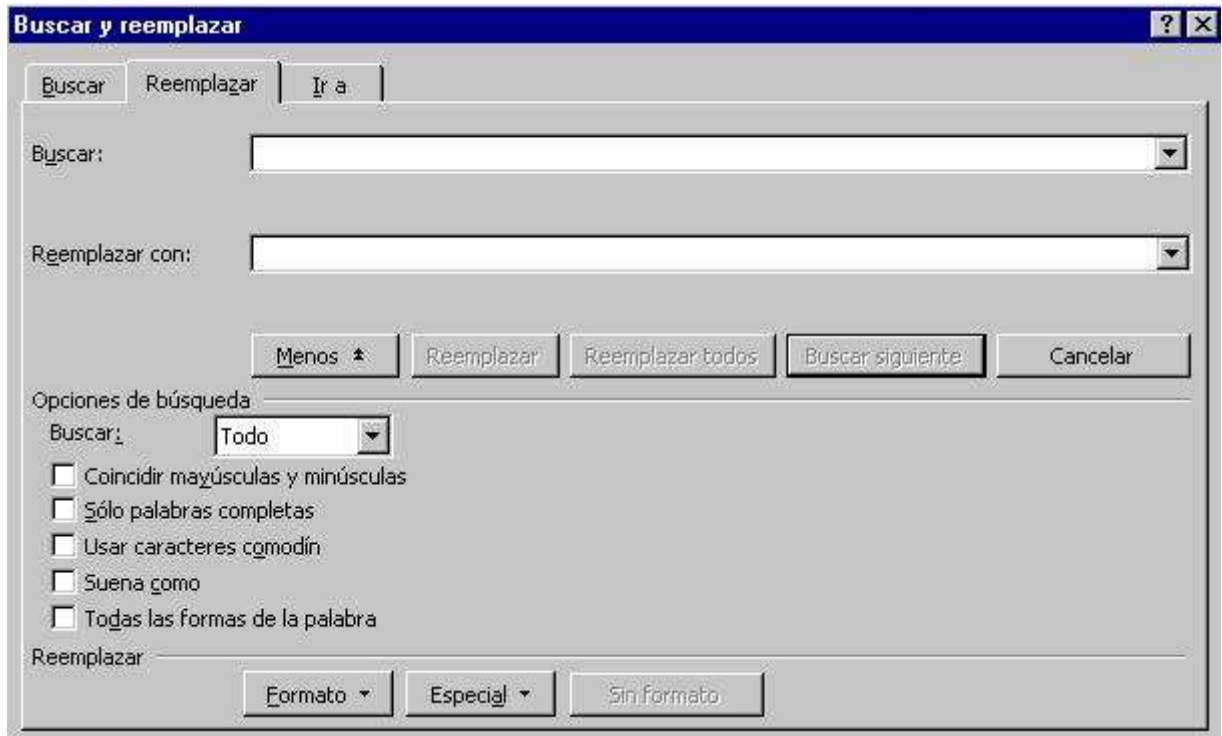 Buscar y reemplazar
Buscar Reemplazar Ir a
Buscar:
Reemplazar con:
Menos Reemplazar Reemplazar todos Buscar siguiente Cancelar
Opciones de búsqueda
Buscar: Todo
Coincidir mayúsculas y minúsculas
Sólo palabras completas
Usar caracteres comodín
Suena como
Todas las formas de la palabra
Reemplazar
Formato Especial Sin formato